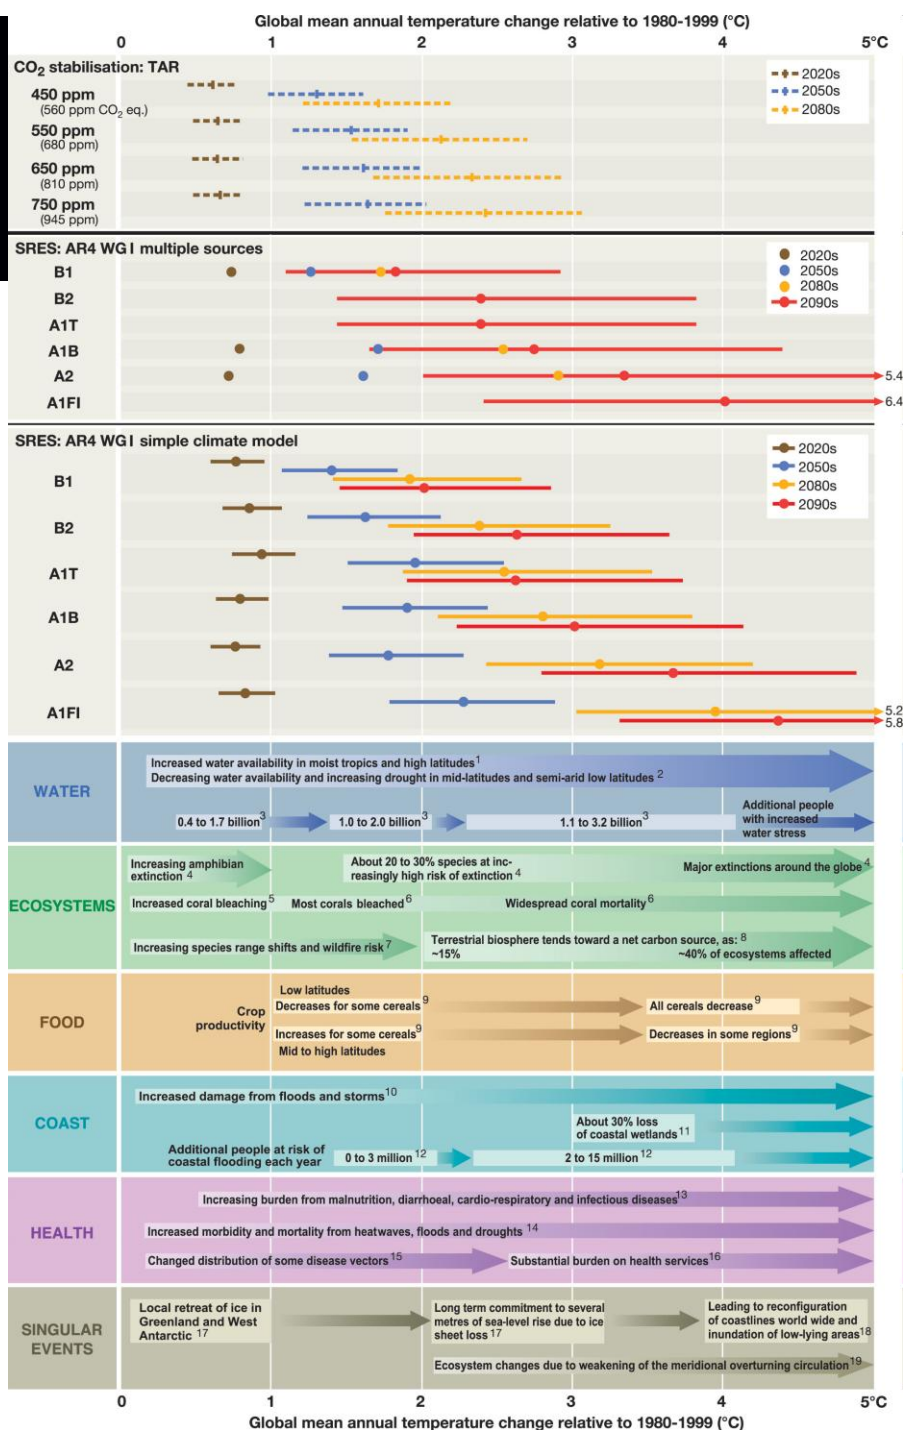 Global mean annual temperature change relative to 1980-1999 (°C)
0 1 2 3 4 5°C
CO2 stabilisation: TAR
450 ppm
(560 ppm CO2 eq.)
550 ppm
(680 ppm)
650 ppm
(810 ppm)
750 ppm
(945 ppm)
2020s
2050s
2080s
SRES: AR4 WG I multiple sources
B1
B2
A1T
A1B
A2
A1FI
2020s
2050s
2080s
2090s
5.4
6.4
SRES: AR4 WG I simple climate model
B1
B2
A1T
A1B
A2
A1FI
2020s
2050s
2080s
2090s
5.2
5.8
WATER
Increased water availability in moist tropics and high latitudes1
Decreasing water availability and increasing drought in mid-latitudes and semi-arid low latitudes 2
0.4 to 1.7 billion3
1.0 to 2.0 billion3
1.1 to 3.2 billion3
Additional people
with increased
water stress
ECOSYSTEMS
Increasing amphibian
extinction 4
About 20 to 30% species at inc-
reasingly high risk of extinction 4
Major extinctions around the globe 4
Increased coral bleaching5
Most corals bleached6
Widespread coral mortality 6
Increasing species range shifts and wildfire risk7
Terrestrial biosphere tends toward a net carbon source, as: 8
~15%
~40% of ecosystems affected
FOOD
Crop
productivity
Low latitudes
Decreases for some cereals9
All cereals decrease 9
Increases for some cereals9
Decreases in some regions9
Mid to high latitudes
COAST
Increased damage from floods and storms10
About 30% loss
of coastal wetlands11
Additional people at risk of
coastal flooding each year
0 to 3 million 12
2 to 15 million 12
HEALTH
Increasing burden from malnutrition, diarrhoeal, cardio-respiratory and infectious diseases13
Increased morbidity and mortality from heatwaves, floods and droughts 14
Changed distribution of some disease vectors15
Substantial burden on health services16
SINGULAR
EVENTS
Local retreat of ice in
Greenland and West
Antarctic 17
Long term commitment to several
metres of sea-level rise due to ice
sheet loss17
Leading to reconfiguration
of coastlines world wide and
inundation of low-lying areas18
Ecosystem changes due to weakening of the meridional overturning circulation19
0 1 2 3 4 5°C
Global mean annual temperature change relative to 1980-1999 (°C)